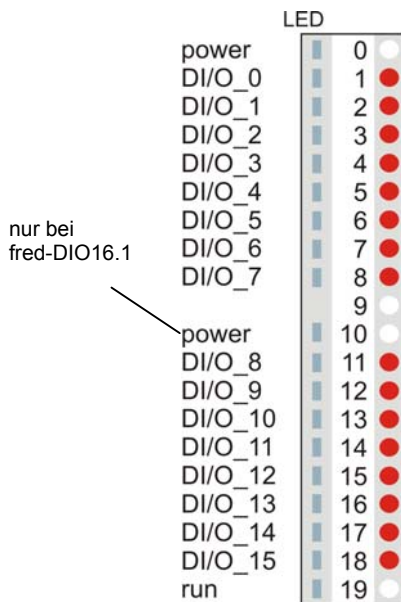 LED
power 0
DI/O_0 1
DI/O_1 2
DI/O_2 3
DI/O_3 4
DI/O_4 5
DI/O_5 6
DI/O_6 7
DI/O_7 8
9
nur bei
fred-DIO16.1
power 10
DI/O_8 11
DI/O_9 12
DI/O_10 13
DI/O_11 14
DI/O_12 15
DI/O_13 16
DI/O_14 17
DI/O_15 18
run 19